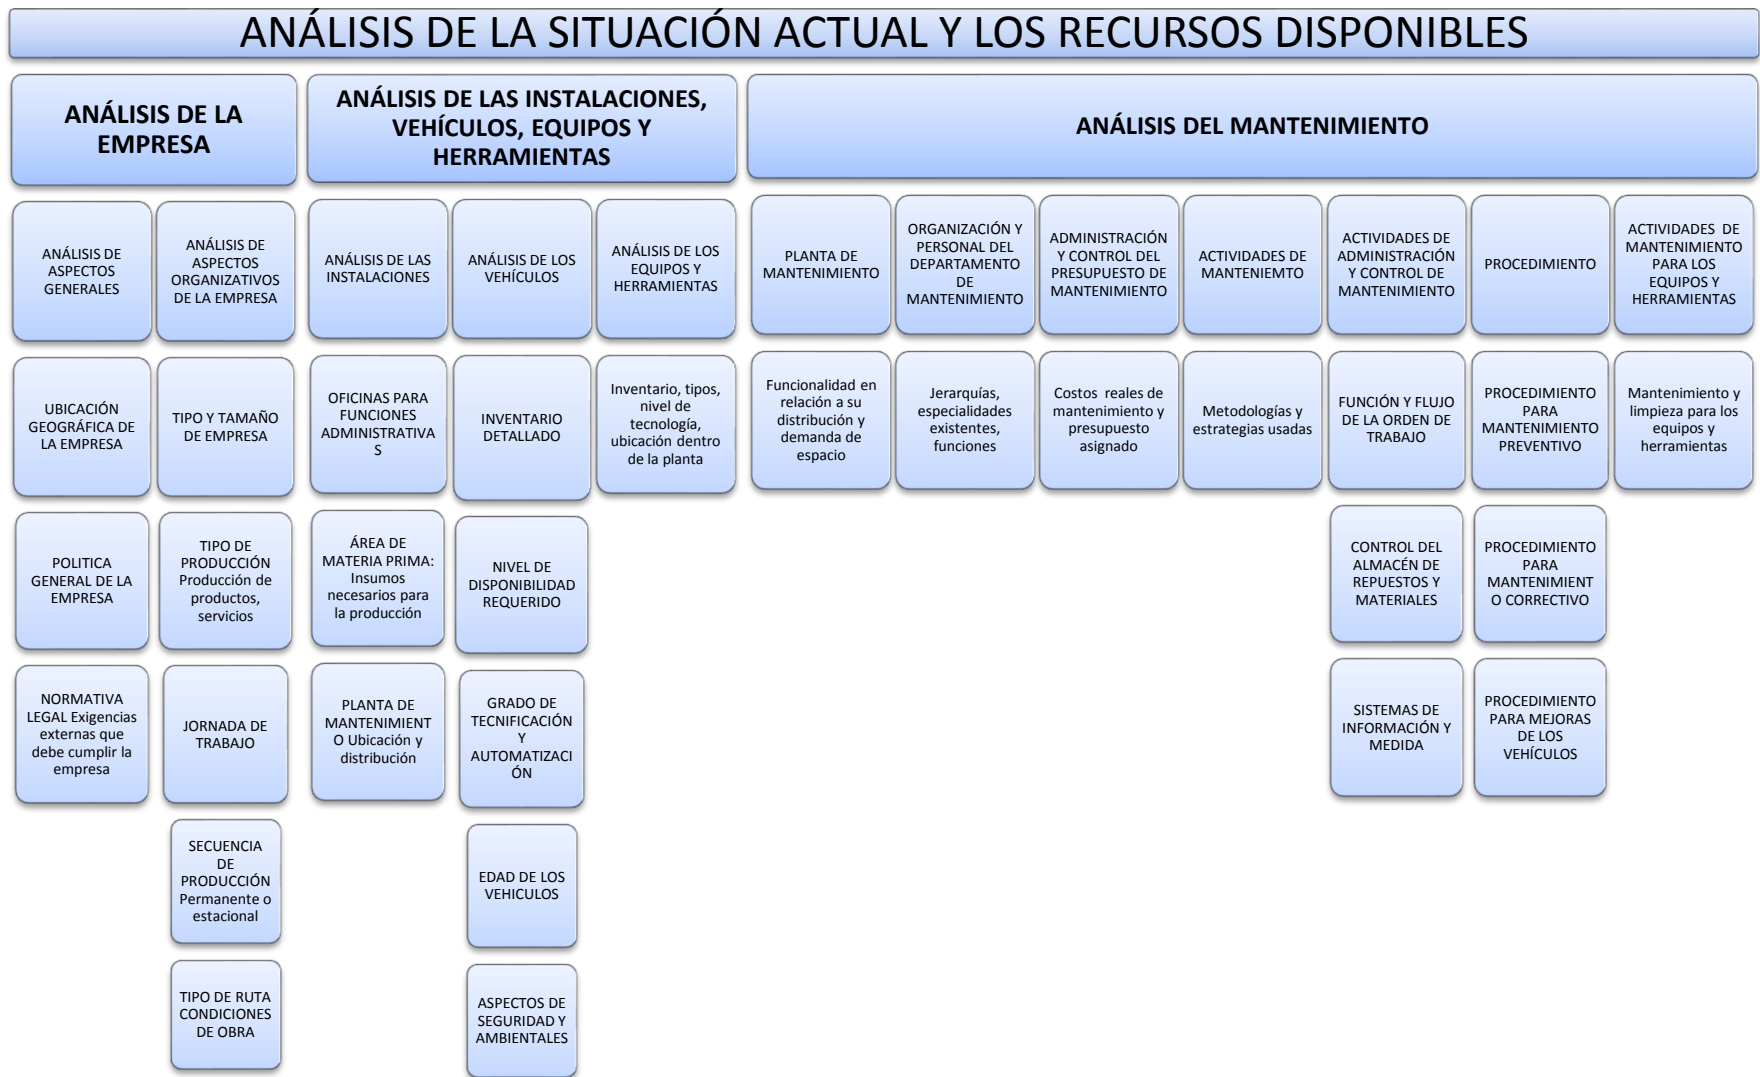 ANÁLISIS DE LA SITUACIÓN ACTUAL Y LOS RECURSOS DISPONIBLES
ANÁLISIS DE LA
EMPRESA
ANÁLISIS DE
ASPECTOS
GENERALES
UBICACIÓN
GEOGRÁFICA DE
LA EMPRESA
POLITICA
GENERAL DE LA
EMPRESA
NORMATIVA
LEGAL Exigencias
externas que
debe cumplir la
empresa
ANÁLISIS DE
ASPECTOS
ORGANIZATIVOS
DE LA EMPRESA
TIPO Y TAMAÑO
DE EMPRESA
TIPO DE
PRODUCCIÓN
Producción de
productos,
servicios
JORNADA DE
TRABAJO
SECUENCIA
DE
PRODUCCIÓN
Permanente o
estacional
TIPO DE RUTA
CONDICIONES
DE OBRA
ANÁLISIS DE LAS INSTALACIONES,
VEHÍCULOS, EQUIPOS Y
HERRAMIENTAS
ANÁLISIS DE LAS
INSTALACIONES
OFICINAS PARA
FUNCIONES
ADMINISTRATIVA
S
ÁREA DE
MATERIA PRIMA:
Insumos
necesarios para
la producción
PLANTA DE
MANTENIMIENT
O Ubicación y
distribución
ANÁLISIS DE LOS
VEHÍCULOS
INVENTARIO
DETALLADO
NIVEL DE
DISPONIBILIDAD
REQUERIDO
GRADO DE
TECNIFICACIÓN
Y
AUTOMATIZACI
ÓN
EDAD DE LOS
VEHICULOS
ASPECTOS DE
SEGURIDAD Y
AMBIENTALES
ANÁLISIS DE LOS
EQUIPOS Y
HERRAMIENTAS
Inventario, tipos,
nivel de
tecnología,
ubicación dentro
de la planta
ANÁLISIS DEL MANTENIMIENTO
PLANTA DE
MANTENIMIENTO
Funcionalidad en
relación a su
distribución y
demanda de
espacio
ORGANIZACIÓN Y
PERSONAL DEL
DEPARTAMENTO
DE
MANTENIMIENTO
Jerarquías,
especialidades
existentes,
funciones
ADMINISTRACIÓN
Y CONTROL DEL
PRESUPUESTO DE
MANTENIMIENTO
Costos reales de
mantenimiento y
presupuesto
asignado
ACTIVIDADES DE
MANTENIEMTO
Metodologías y
estrategias usadas
ACTIVIDADES DE
ADMINISTRACIÓN
Y CONTROL DE
MANTENIMIENTO
FUNCIÓN Y FLUJO
DE LA ORDEN DE
TRABAJO
CONTROL DEL
ALMACÉN DE
REPUESTOS Y
MATERIALES
SISTEMAS DE
INFORMACIÓN Y
MEDIDA
PROCEDIMIENTO
PROCEDIMIENTO
PARA
MANTENIMIENTO
PREVENTIVO
PROCEDIMIENTO
PARA
MANTENIMIENT
O CORRECTIVO
PROCEDIMIENTO
PARA MEJORAS
DE LOS
VEHÍCULOS
ACTIVIDADES DE
MANTENIMIENTO
PARA LOS
EQUIPOS Y
HERRAMIENTAS
Mantenimiento y
limpieza para los
equipos y
herramientas